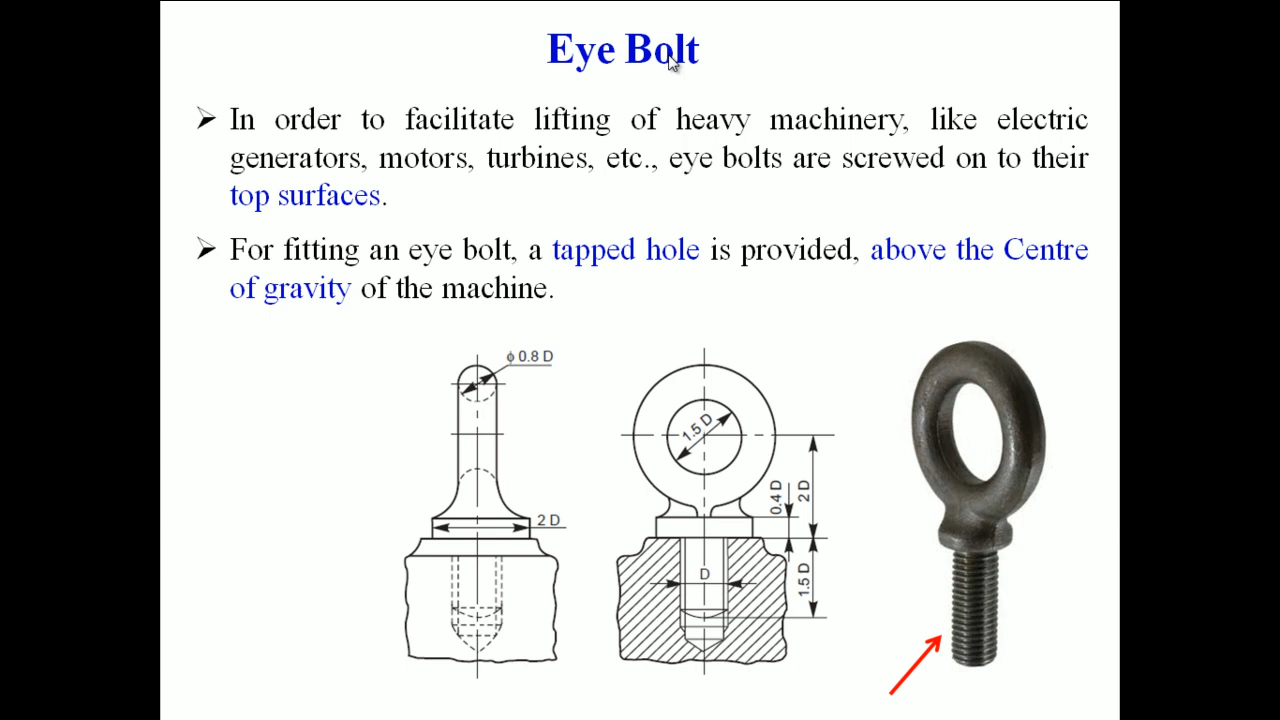 Eye Bolt
➢ In order to facilitate lifting of heavy machinery, like electric
generators, motors, turbines, etc., eye bolts are screwed on to their
top surfaces.
➢ For fitting an eye bolt, a tapped hole is provided, above the Centre
of gravity of the machine.
ϕ 0.8 D
1.5 D
0.4 D
2 D
2 D
D
1.5 D